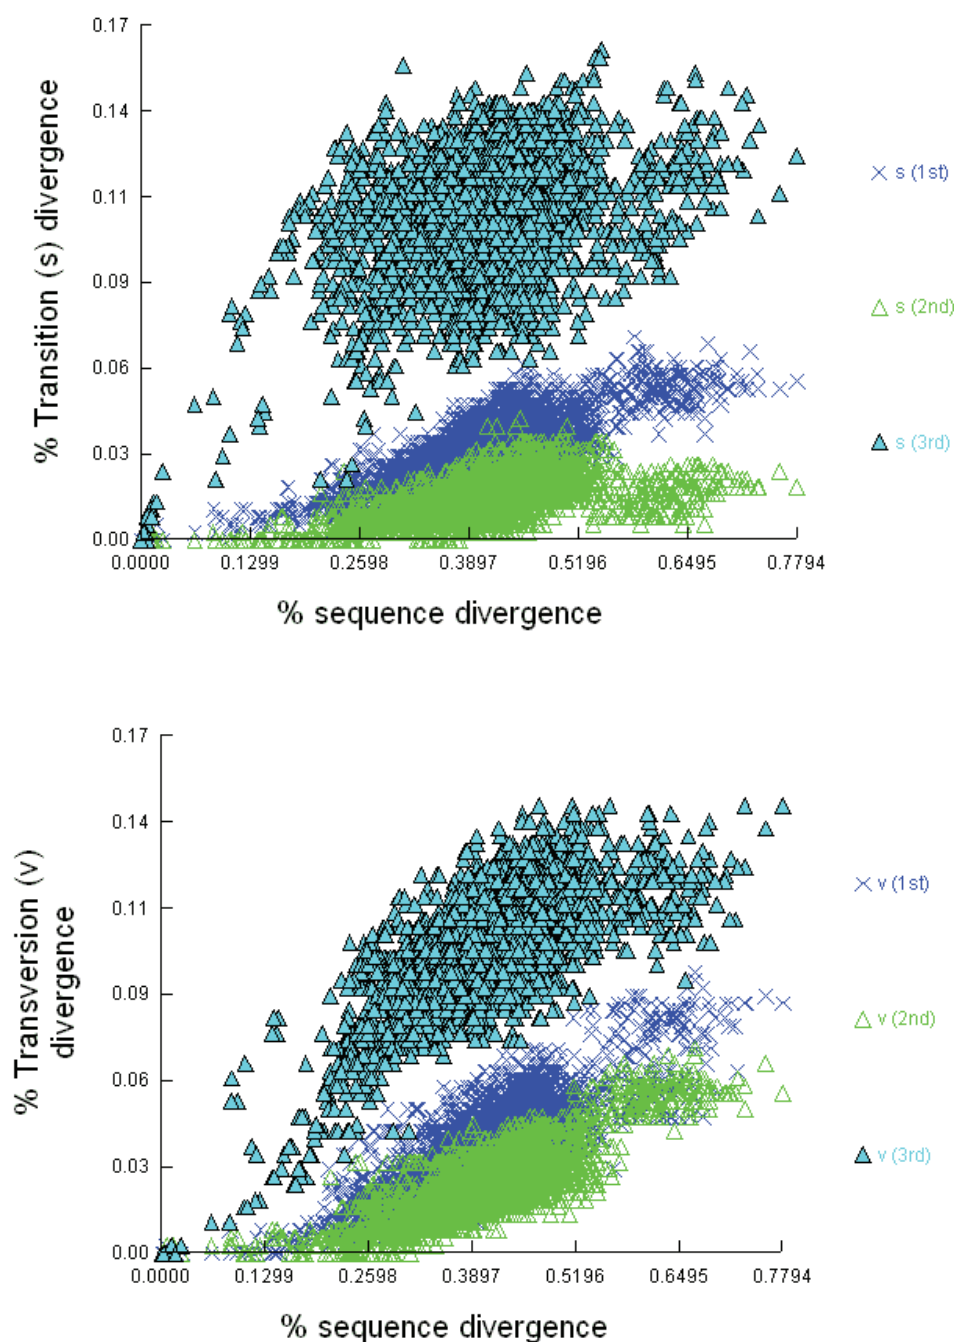 % Transition (s) divergence
0.17
0.14
0.11
0.09
0.06
0.03
0.00
0.0000 0.1299 0.2598 0.3897 0.5196 0.6495 0.7794
% sequence divergence
s (1st)
s (2nd)
s (3rd)
% Transversion (v)
divergence
0.17
0.14
0.11
0.09
0.06
0.03
0.00
0.0000 0.1299 0.2598 0.3897 0.5196 0.6495 0.7794
% sequence divergence
v (1st)
v (2nd)
v (3rd)